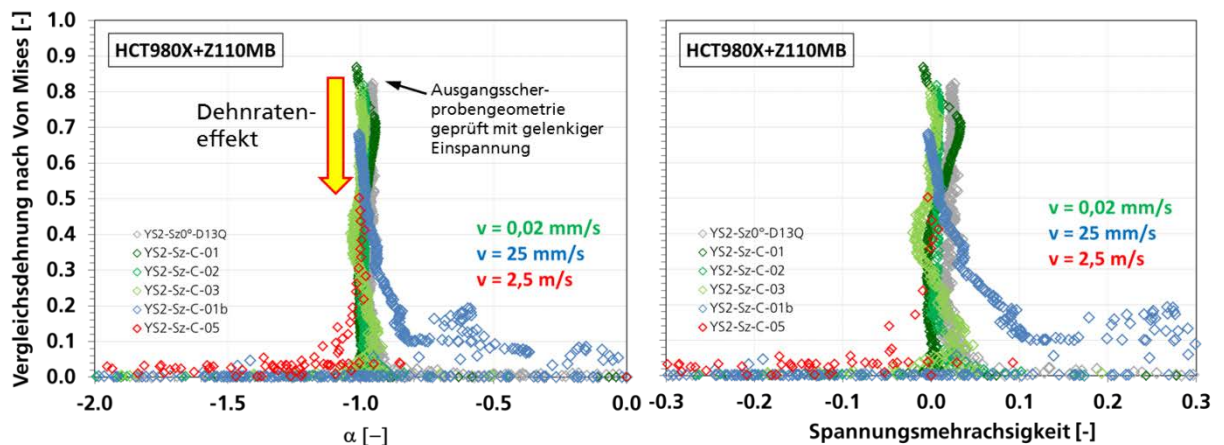 Vergleichsdehnung nach Von Mises [-]
1.0
0.9
0.8
0.7
0.6
0.5
0.4
0.3
0.2
0.1
0.0
HCT980X+Z110MB
Dehnraten-
effekt
Ausgangsscher-
probengeometrie
geprüft mit gelenkiger
Einspannung
v = 0,02 mm/s
v = 25 mm/s
v = 2,5 m/s
YS2-Sz0°-D13Q
YS2-Sz-C-01
YS2-Sz-C-02
YS2-Sz-C-03
YS2-Sz-C-01b
YS2-Sz-C-05
-2.0 -1.5 -1.0 -0.5 0.0
α [–]
HCT980X+Z110MB
v = 0,02 mm/s
v = 25 mm/s
v = 2,5 m/s
YS2-Sz0°-D13Q
YS2-Sz-C-01
YS2-Sz-C-02
YS2-Sz-C-03
YS2-Sz-C-01b
YS2-Sz-C-05
-0.3 -0.2 -0.1 0.0 0.1 0.2 0.3
Spannungsmehrachsigkeit [-]